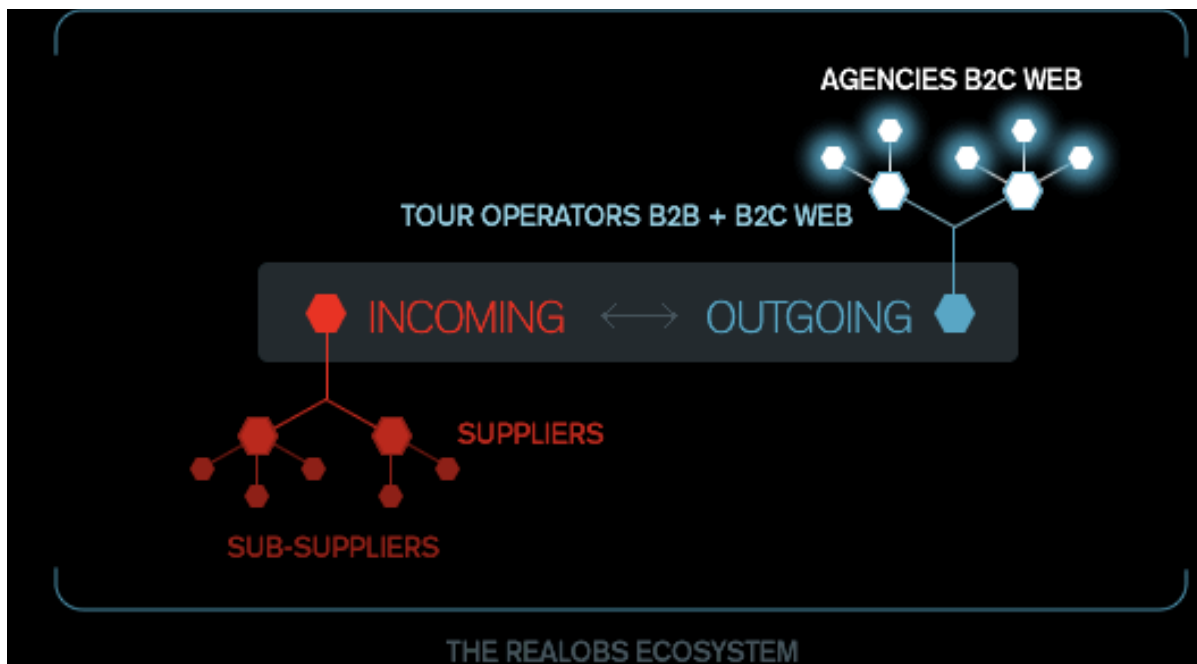 AGENCIES B2C WEB
TOUR OPERATORS B2B + B2C WEB
INCOMING
OUTGOING
SUPPLIERS
SUB-SUPPLIERS
THE REALOBS ECOSYSTEM